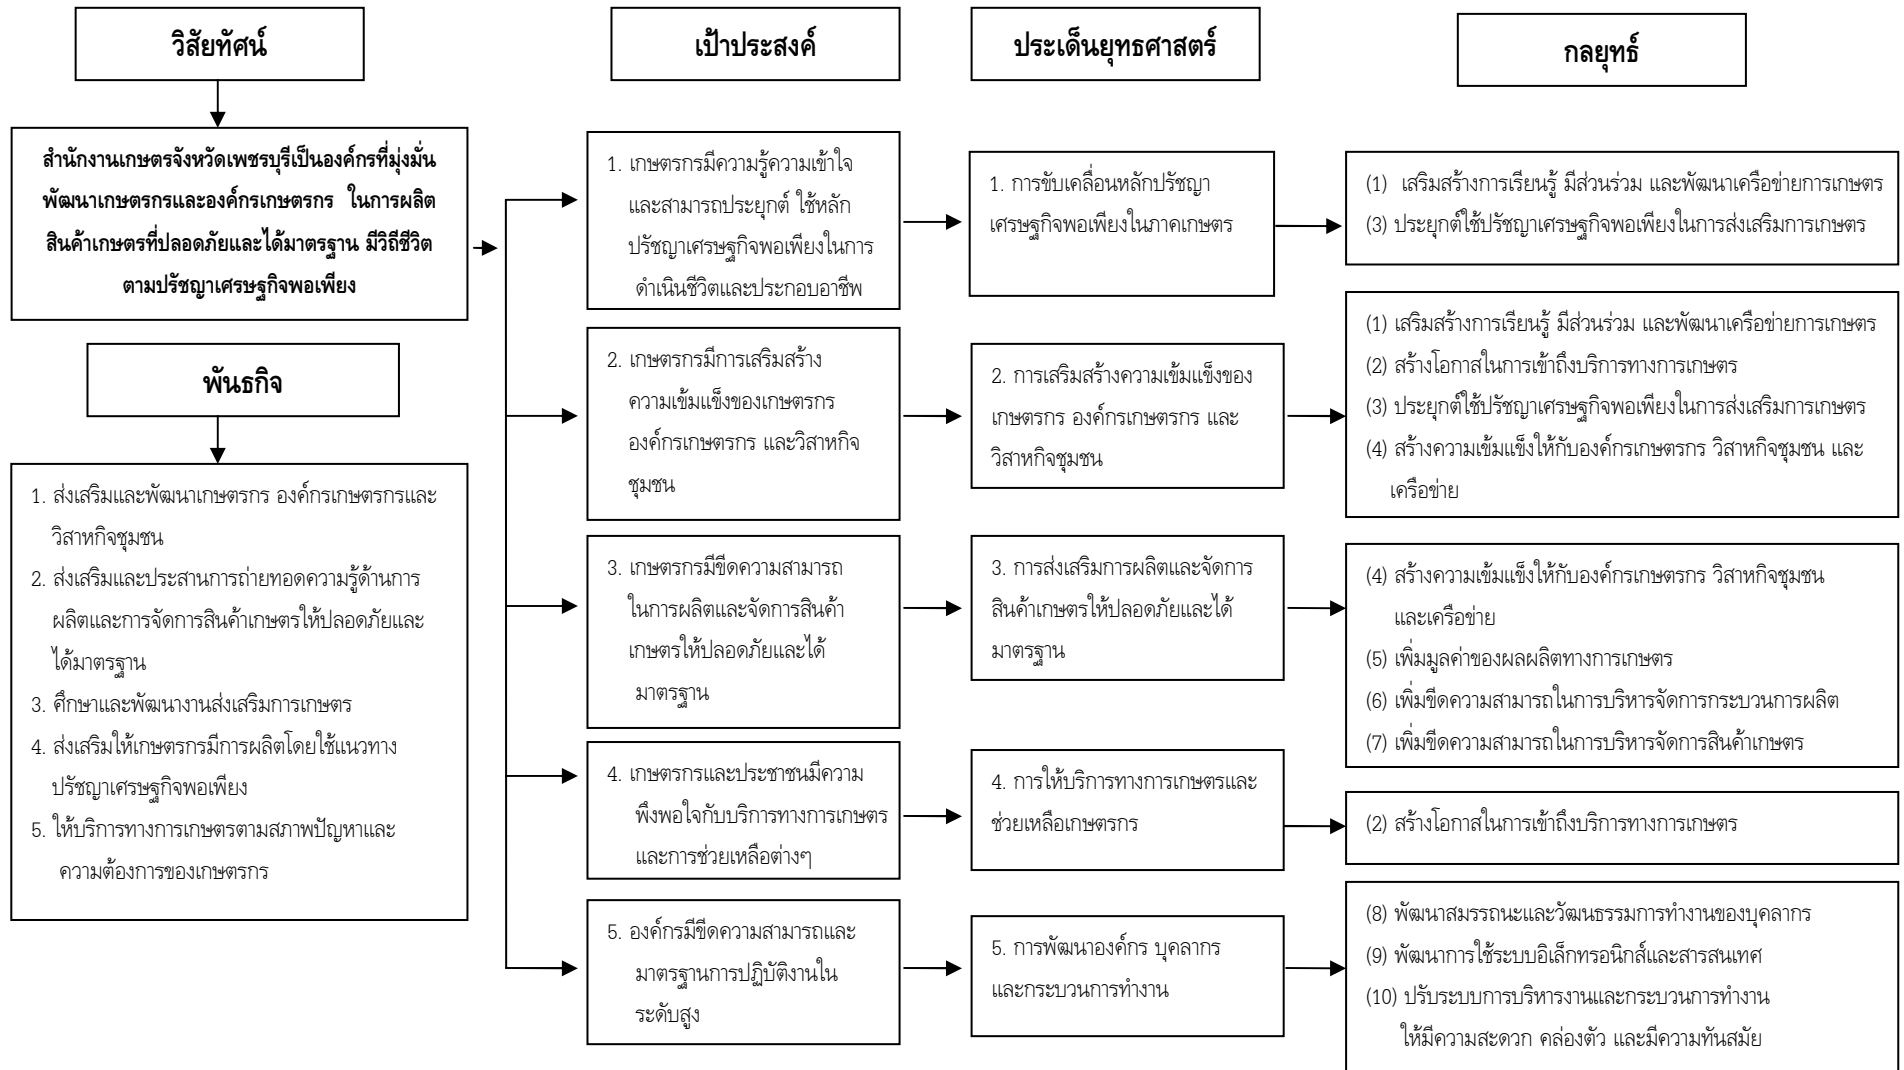 วิสัยทัศน์
สำนักงานเกษตรจังหวัดเพชรบุรีเป็นองค์กรที่มุ่งมั่น
พัฒนาเกษตรกรและองค์กรเกษตรกร ในการผลิต
สินค้าเกษตรที่ปลอดภัยและได้มาตรฐาน มีวิถีชีวิต
ตามปรัชญาเศรษฐกิจพอเพียง
พันธกิจ
1. ส่งเสริมและพัฒนาเกษตรกร องค์กรเกษตรกรและ
วิสาหกิจชุมชน
2. ส่งเสริมและประสานการถ่ายทอดความรู้ด้านการ
ผลิตและการจัดการสินค้าเกษตรให้ปลอดภัยและ
ได้มาตรฐาน
3. ศึกษาและพัฒนางานส่งเสริมการเกษตร
4. ส่งเสริมให้เกษตรกรมีการผลิตโดยใช้แนวทาง
ปรัชญาเศรษฐกิจพอเพียง
5. ให้บริการทางการเกษตรตามสภาพปัญหาและ
ความต้องการของเกษตรกร
เป้าประสงค์
1. เกษตรกรมีความรู้ความเข้าใจ
และสามารถประยุกต์ ใช้หลัก
ปรัชญาเศรษฐกิจพอเพียงในการ
ดำเนินชีวิตและประกอบอาชีพ
2. เกษตรกรมีการเสริมสร้าง
ความเข้มแข็งของเกษตรกร
องค์กรเกษตรกร และวิสาหกิจ
ชุมชน
3. เกษตรกรมีขีดความสามารถ
ในการผลิตและจัดการสินค้า
เกษตรให้ปลอดภัยและได้
มาตรฐาน
4. เกษตรกรและประชาชนมีความ
พึงพอใจกับบริการทางการเกษตร
และการช่วยเหลือต่างๆ
5. องค์กรมีขีดความสามารถและ
มาตรฐานการปฏิบัติงานใน
ระดับสูง
ประเด็นยุทธศาสตร์
1. การขับเคลื่อนหลักปรัชญา
เศรษฐกิจพอเพียงในภาคเกษตร
2. การเสริมสร้างความเข้มแข็งของ
เกษตรกร องค์กรเกษตรกร และ
วิสาหกิจชุมชน
3. การส่งเสริมการผลิตและจัดการ
สินค้าเกษตรให้ปลอดภัยและได้
มาตรฐาน
4. การให้บริการทางการเกษตรและ
ช่วยเหลือเกษตรกร
5. การพัฒนาองค์กร บุคลากร
และกระบวนการทำงาน
กลยุทธ์
(1) เสริมสร้างการเรียนรู้ มีส่วนร่วม และพัฒนาเครือข่ายการเกษตร
(3) ประยุกต์ใช้ปรัชญาเศรษฐกิจพอเพียงในการส่งเสริมการเกษตร
(1) เสริมสร้างการเรียนรู้ มีส่วนร่วม และพัฒนาเครือข่ายการเกษตร
(2) สร้างโอกาสในการเข้าถึงบริการทางการเกษตร
(3) ประยุกต์ใช้ปรัชญาเศรษฐกิจพอเพียงในการส่งเสริมการเกษตร
(4) สร้างความเข้มแข็งให้กับองค์กรเกษตรกร วิสาหกิจชุมชน และ
เครือข่าย
(4) สร้างความเข้มแข็งให้กับองค์กรเกษตรกร วิสาหกิจชุมชน
และเครือข่าย
(5) เพิ่มมูลค่าของผลผลิตทางการเกษตร
(6) เพิ่มขีดความสามารถในการบริหารจัดการกระบวนการผลิต
(7) เพิ่มขีดความสามารถในการบริหารจัดการสินค้าเกษตร
(2) สร้างโอกาสในการเข้าถึงบริการทางการเกษตร
(8) พัฒนาสมรรถนะและวัฒนธรรมการทำงานของบุคลากร
(9) พัฒนาการใช้ระบบอิเล็กทรอนิกส์และสารสนเทศ
(10) ปรับระบบการบริหารงานและกระบวนการทำงาน
ให้มีความสะดวก คล่องตัว และมีความทันสมัย